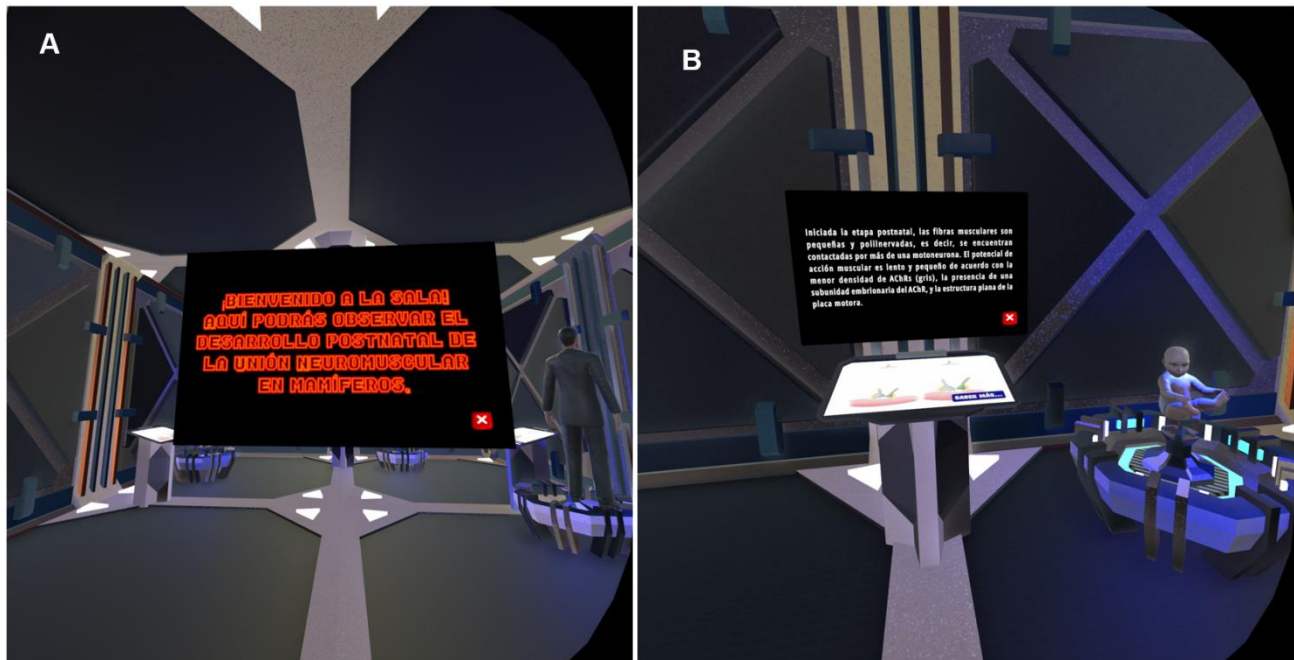 A
¡BIENVENIDO A LA SALA!
AQUÍ PODRÁS OBSERVAR EL
DESARROLLO POSTNATAL DE
LA UNIÓN NEUROMUSCULAR
EN MAMÍFEROS.
B
Iniciada la etapa postnatal, las fibras musculares son
pequeñas y poliinervadas, es decir, se encuentran
contactadas por más de una motoneurona. El potencial de
acción muscular es lento y pequeño de acuerdo con la
menor densidad de AChRs (gris), la presencia de una
subunidad embrionaria del AChR, y la estructura plana de la
placa motora.
SABER MÁS...